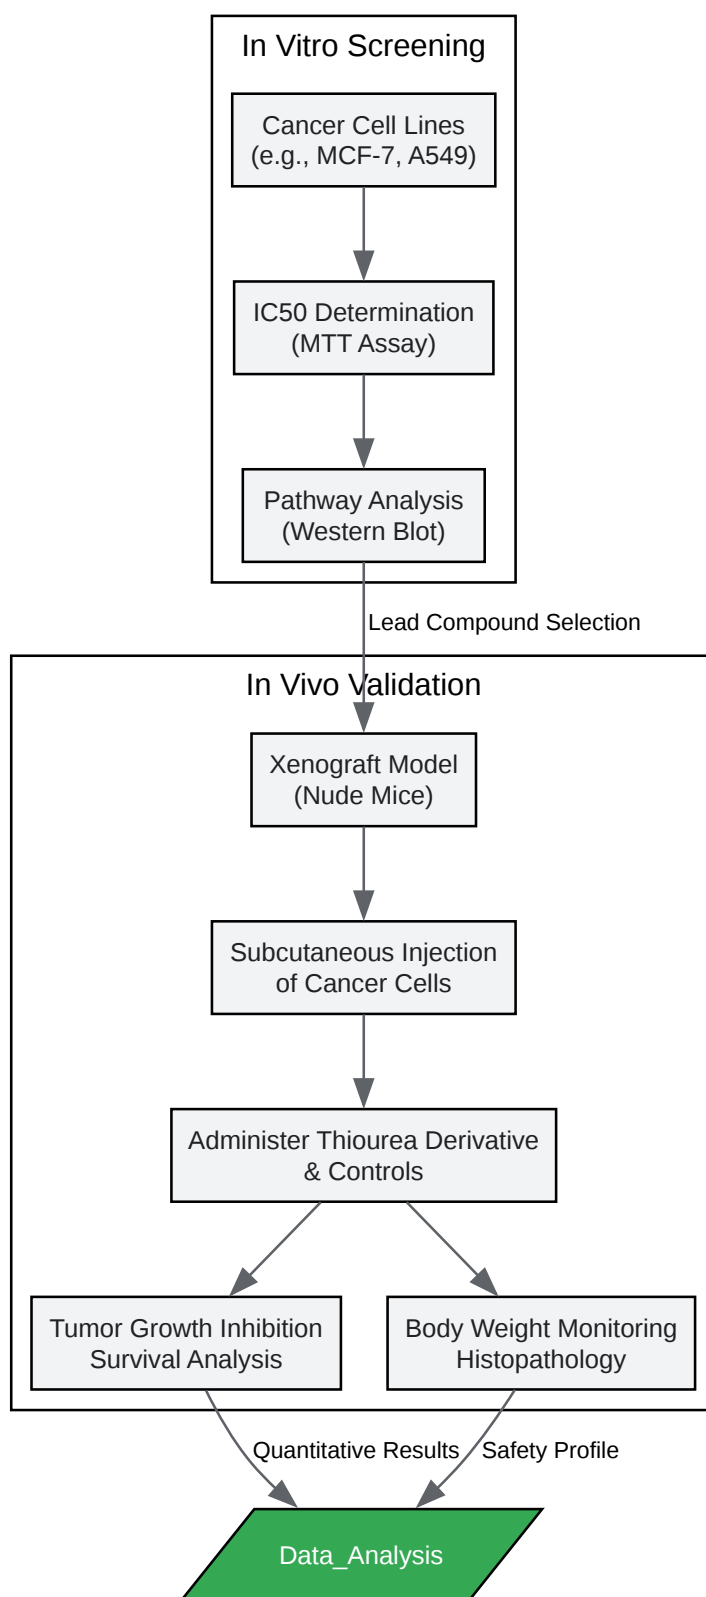 In Vitro Screening
Cancer Cell Lines
(e.g., MCF-7, A549)
IC50 Determination
(MTT Assay)
Pathway Analysis
(Western Blot)
Lead Compound Selection
In Vivo Validation
Xenograft Model
(Nude Mice)
Subcutaneous Injection
of Cancer Cells
Administer Thiourea Derivative
& Controls
Tumor Growth Inhibition
Survival Analysis
Body Weight Monitoring
Histopathology
Quantitative Results
Safety Profile
Data_Analysis